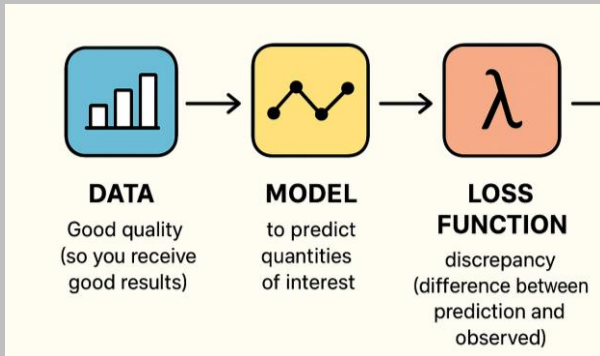 λ
DATA
Good quality
(so you receive
good results)
MODEL
to predict
quantities
of interest
LOSS
FUNCTION
discrepancy
(difference between
prediction and
observed)